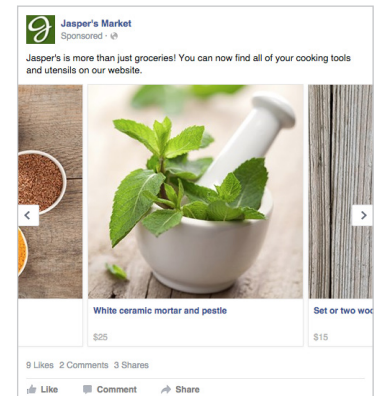 Jasper's Market
Sponsored ·
Jasper's is more than just groceries! You can now find all of your cooking tools
and utensils on our website.
White ceramic mortar and pestle
Set or two woo
$25
$15
9 Likes 2 Comments 3 Shares
Like Comment Share